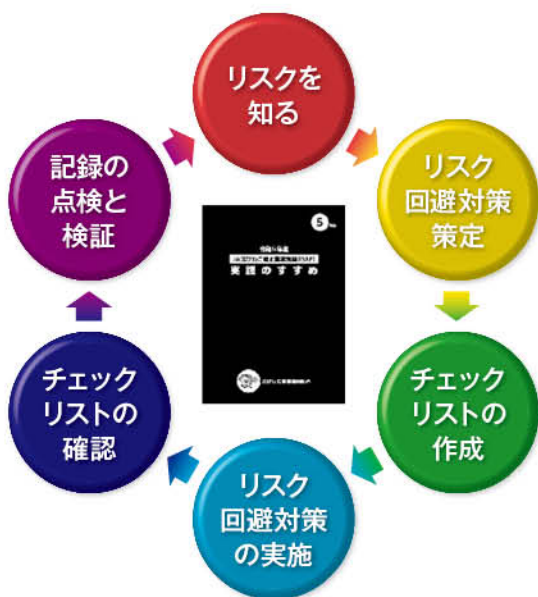 リスクを
知る
リスク
回避対策
策定
チェック
リストの
作成
リスク
回避対策
の実施
チェック
リストの
確認
記録の
点検と
検証
5
実践のすすめ